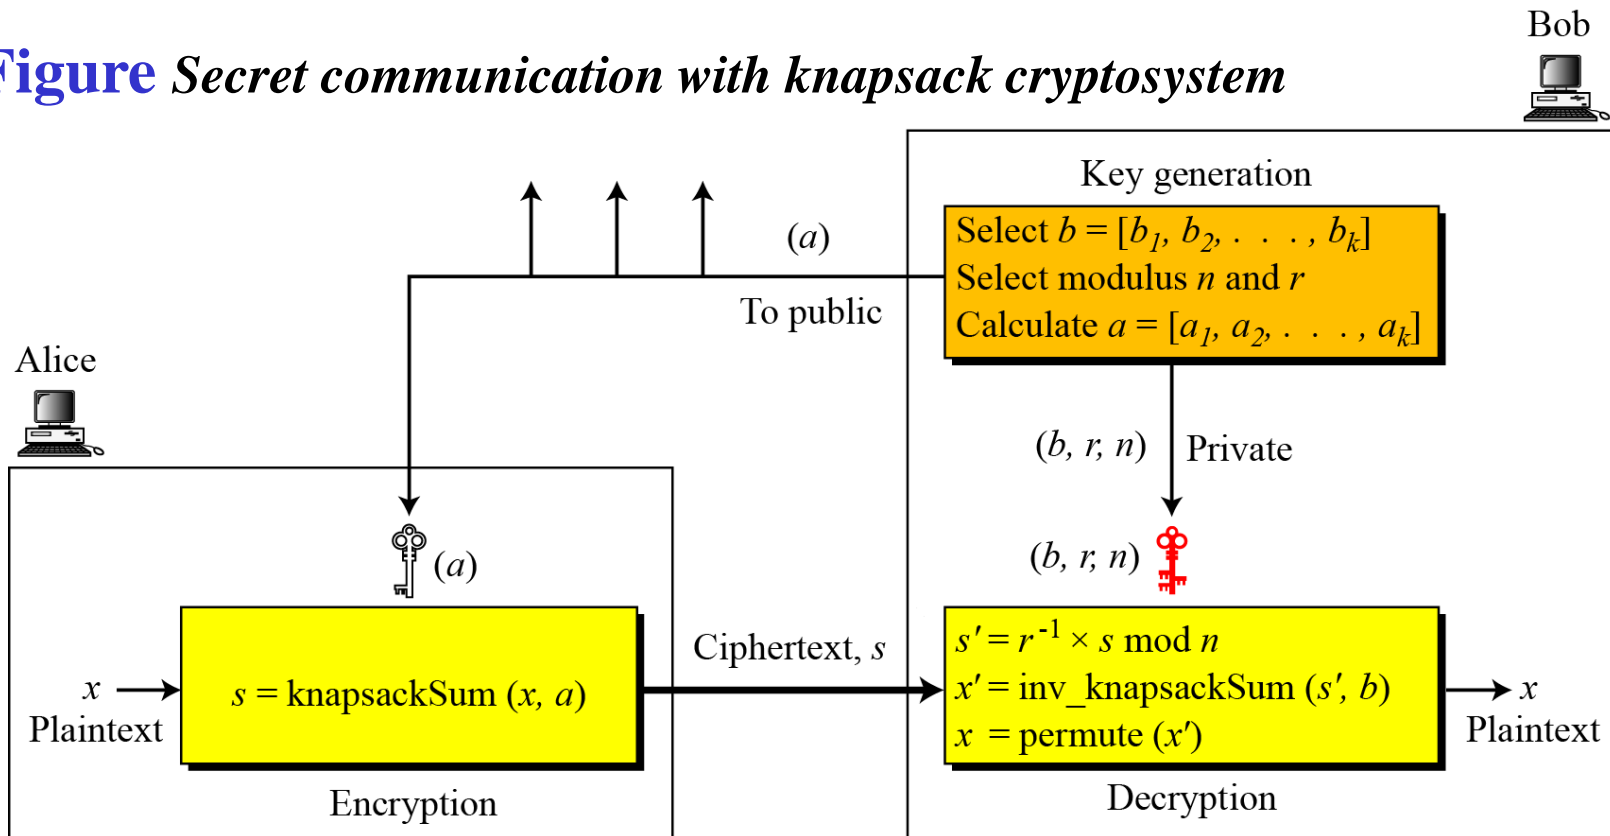 Figure Secret communication with knapsack cryptosystem
Bob
Key generation
Select b = [b₁, b₂, . . . , bₖ]
Select modulus n and r
Calculate a = [a₁, a₂, . . . , aₖ]
(a)
To public
Alice
(b, r, n) Private
(a)
(b, r, n)
x
Plaintext
s = knapsackSum (x, a)
Encryption
Ciphertext, s
s′ = r⁻¹ × s mod n
x′ = inv_knapsackSum (s′, b)
x = permute (x′)
Decryption
x
Plaintext